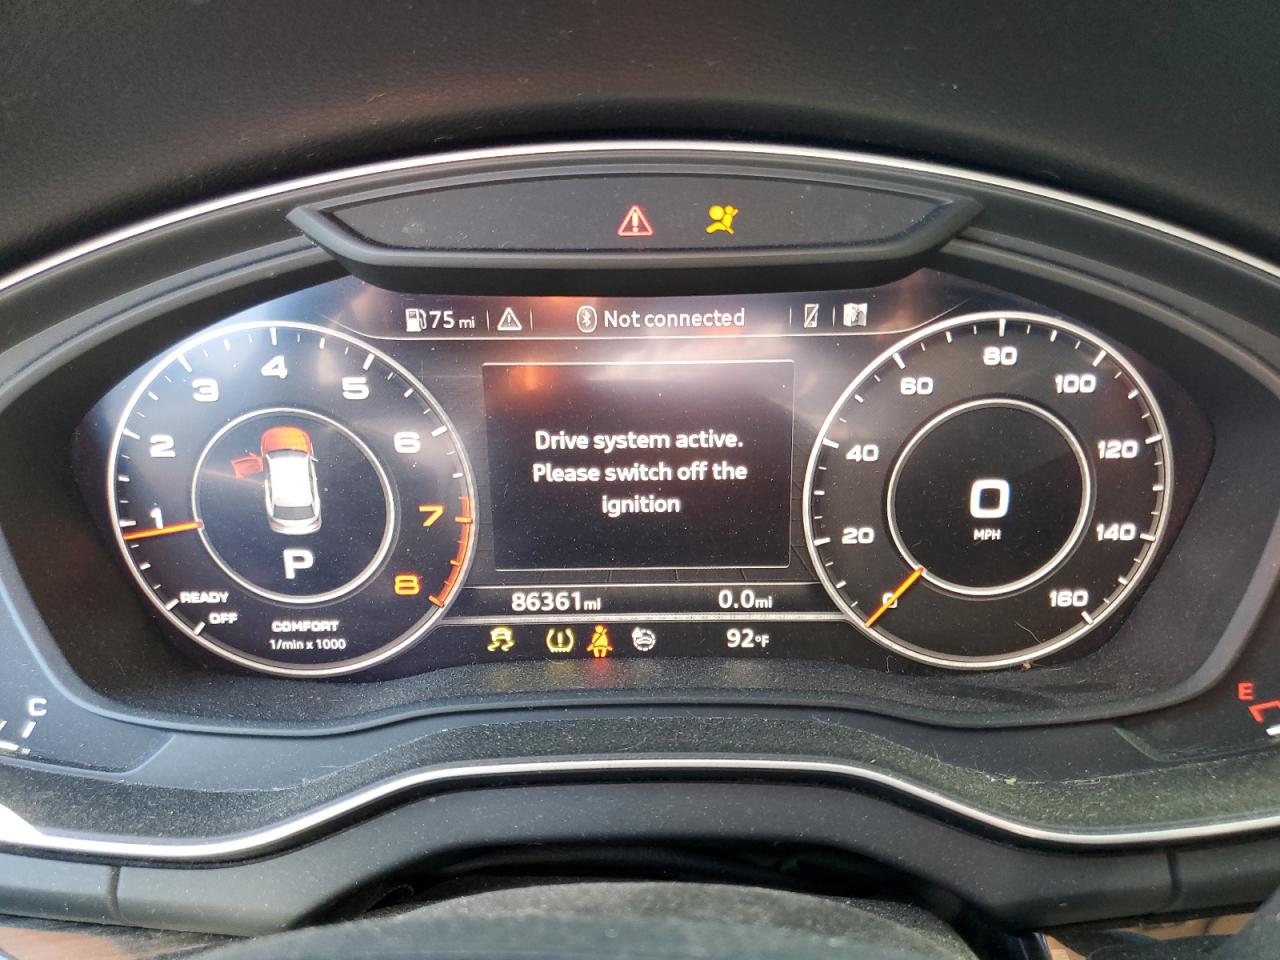 75 mi
Not connected
1
2
3
4
5
6
7
8
P
READY
OFF
COMFORT
1/min x 1000
Drive system active.
Please switch off the
ignition
0
20
40
60
80
100
120
140
160
0
MPH
86361 mi
0.0 mi
92°F
C
E